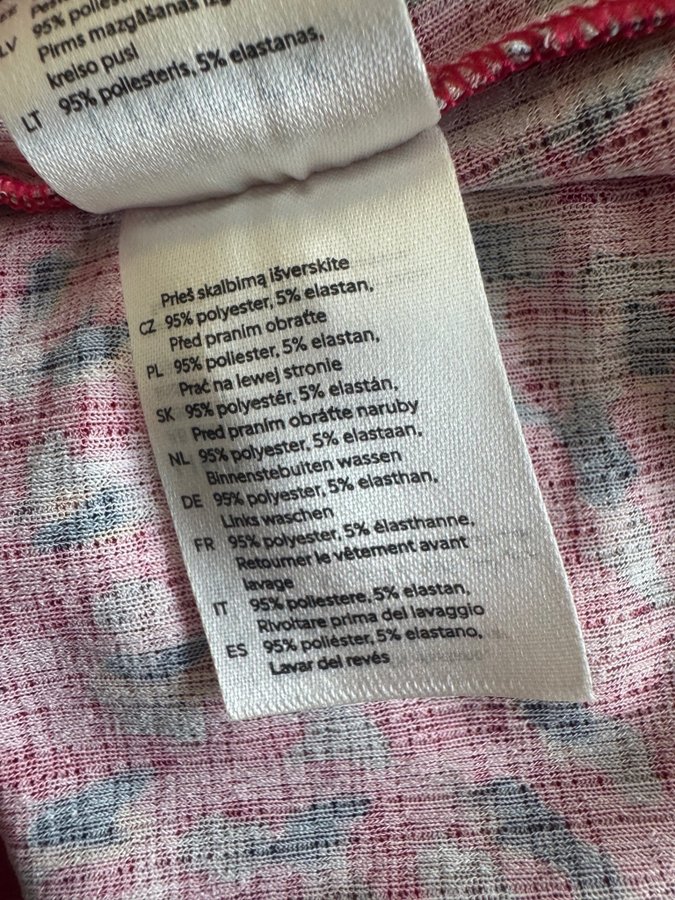 95% poliest
LV Pirms mazgāšanas izg
kreiso pusi
LT 95% poliesteris, 5% elastanas,
Prieš skalbimą išverskite
CZ 95% polyester, 5% elastan,
Před praním obraťte
PL 95% poliester, 5% elastan,
Prać na lewej stronie
SK 95% polyestér, 5% elastán,
Pred praním obráťte naruby
NL 95% polyester, 5% elastaan,
Binnenstebuiten wassen
DE 95% polyester, 5% elasthan,
Links waschen
FR 95% polyester, 5% élasthanne,
Retourner le vêtement avant
lavage
IT 95% poliestere, 5% elastan,
Rivoltare prima del lavaggio
ES 95% poliéster, 5% elastano,
Lavar del revés